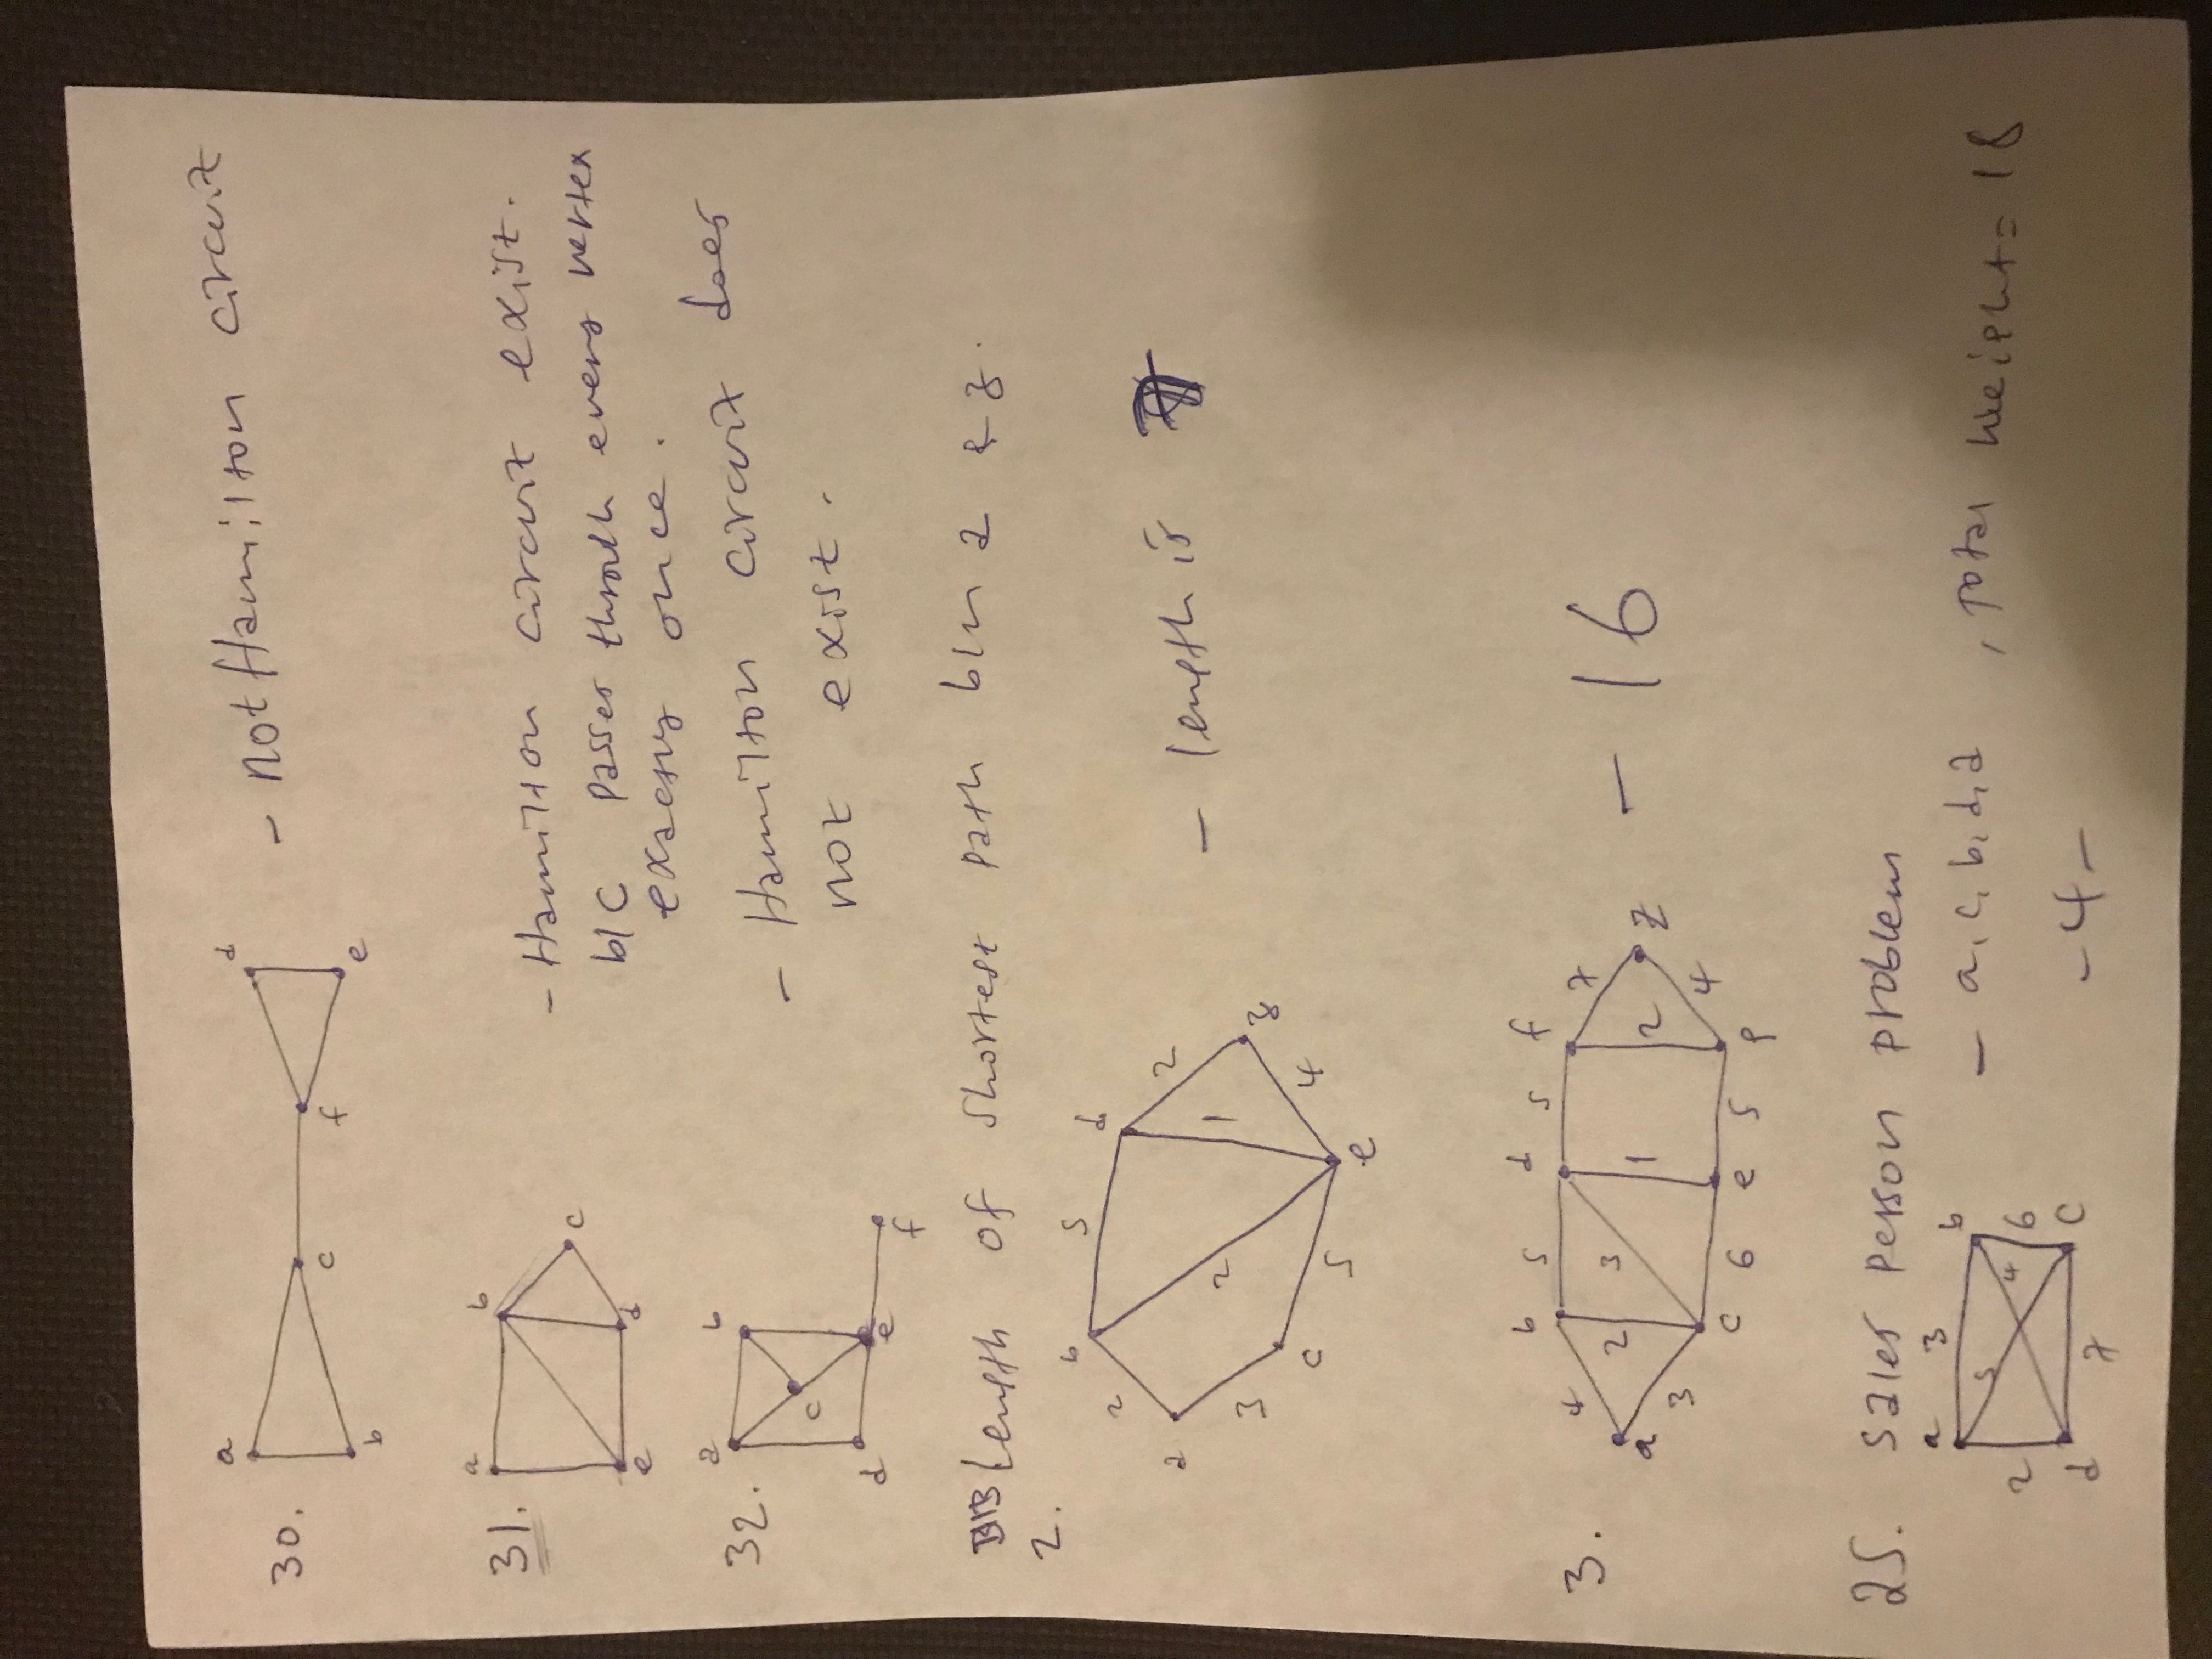 a d
30. c f - not Hamilton circuit
b e
a b
31. c - Hamilton circuit exist.
b/c passes through every vertex
e d exactly once.
a b
32. c - Hamilton circuit does
not exist.
d e f
Length of shortest path b/w a & z.
2.
b 5 d
2 2
a 2 1 - length is 7
3 z
c 4
5 e
b 5 d 5 f
3. 4 7
a 2 3 1 2 z - 16
3 4
c 6 e 5 g
25. Sales person problem
a 3 b
5 - a, c, b, d, a , total weight = 18
2 4 6
d 7 c
- 4 -